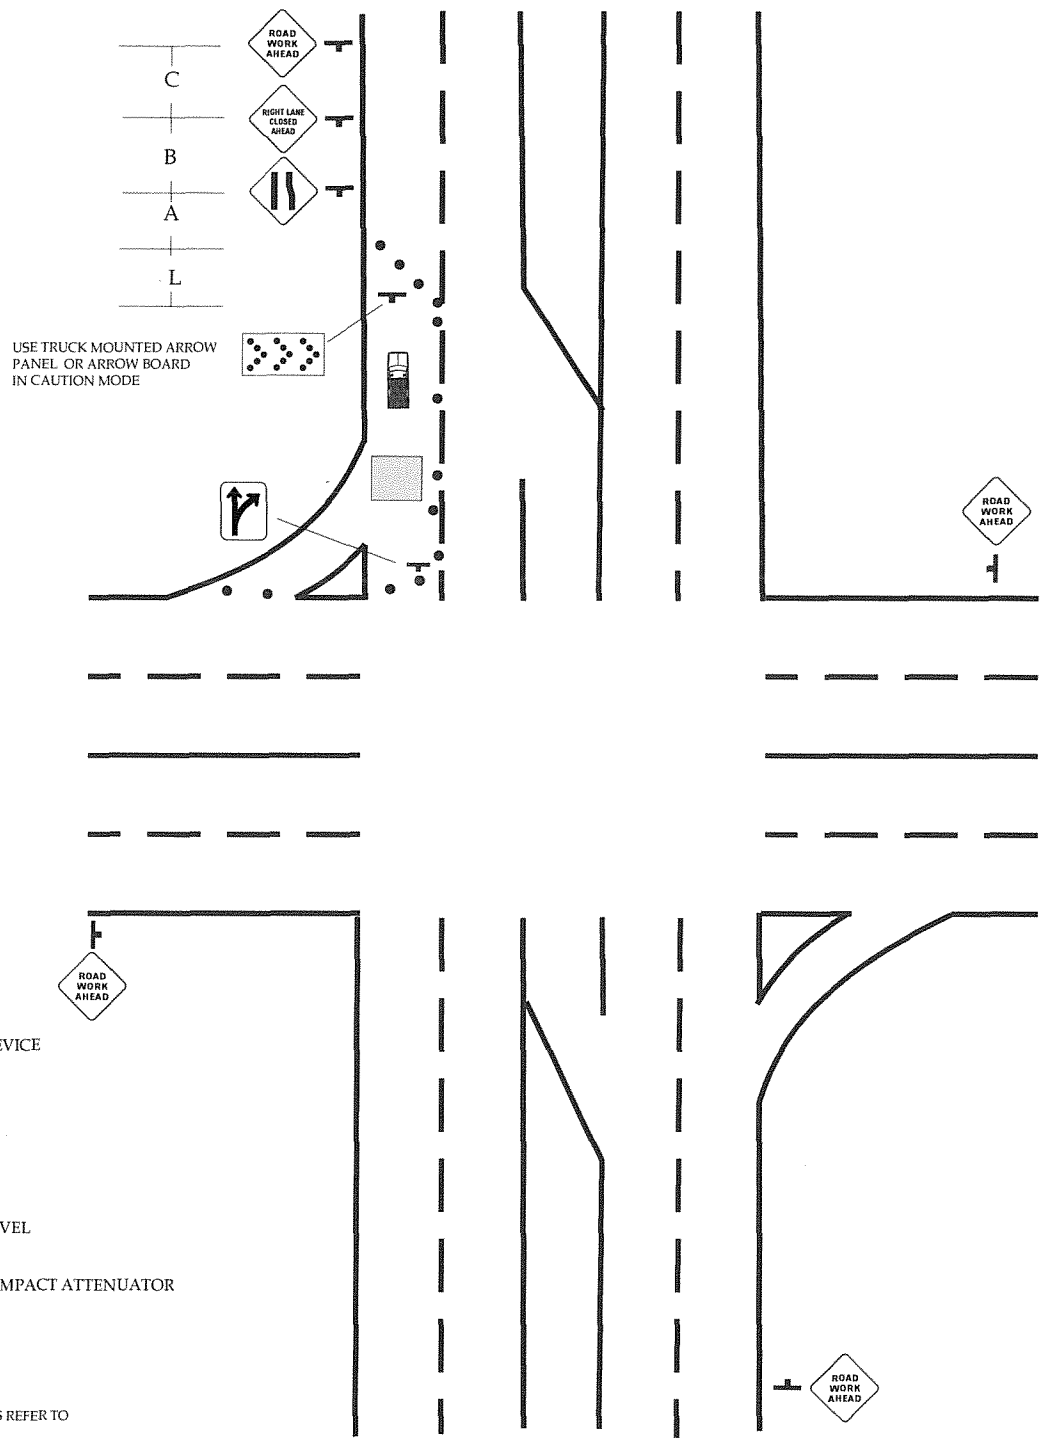 ROAD
WORK
AHEAD
C
RIGHT LANE
CLOSED
AHEAD
B
A
L
USE TRUCK MOUNTED ARROW
PANEL OR ARROW BOARD
IN CAUTION MODE
ROAD
WORK
AHEAD
ROAD
WORK
AHEAD
EVICE
VEL
MPACT ATTENUATOR
ROAD
WORK
AHEAD
REFER TO